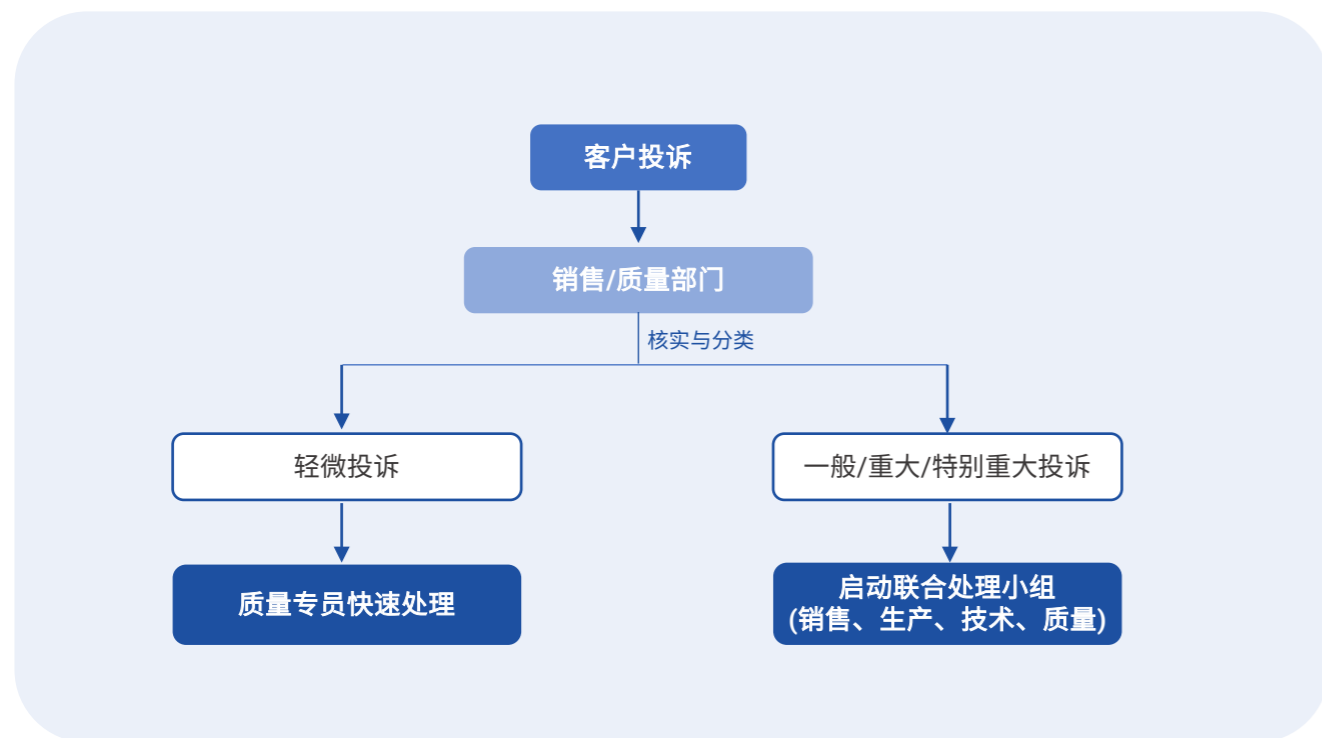 客户投诉
销售/质量部门
核实与分类
轻微投诉
一般/重大/特别重大投诉
质量专员快速处理
启动联合处理小组
(销售、生产、技术、质量)